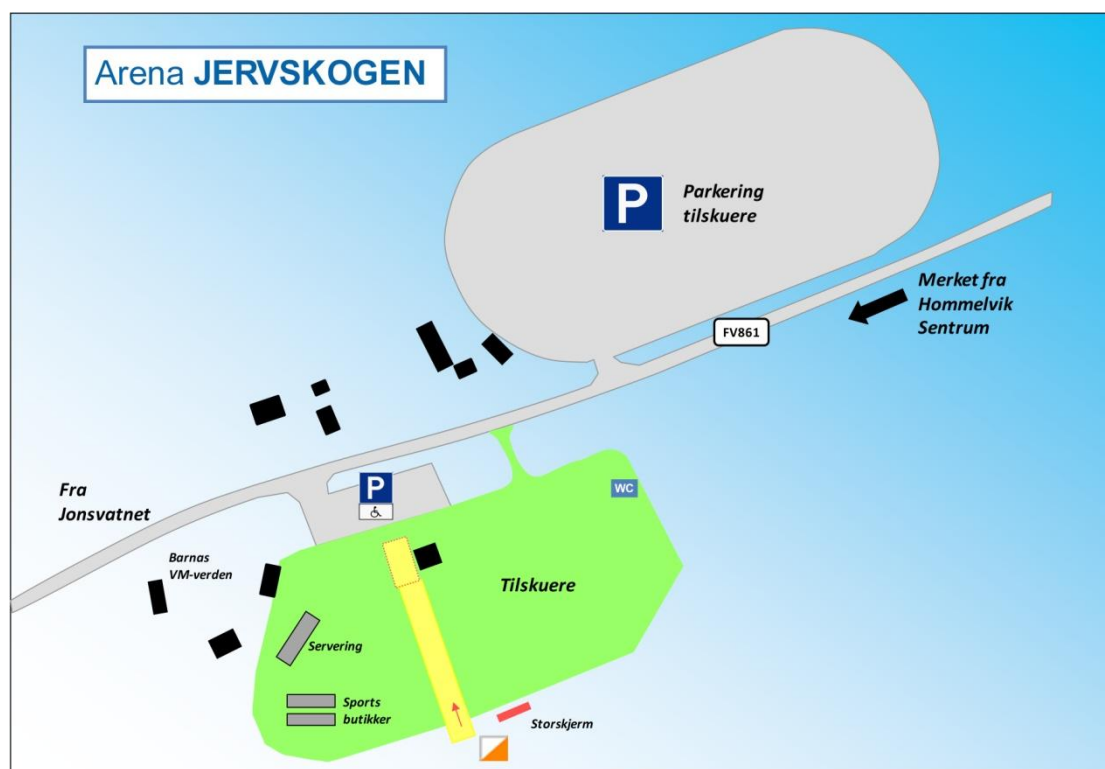 Arena JERVSKOGEN
P
Parkering
tilskuere
Merket fra
Hommelvik
Sentrum
FV861
Fra
Jonsvatnet
P
WC
Barnas
VM-verden
Tilskuere
Servering
Sports
butikker
Storskjerm